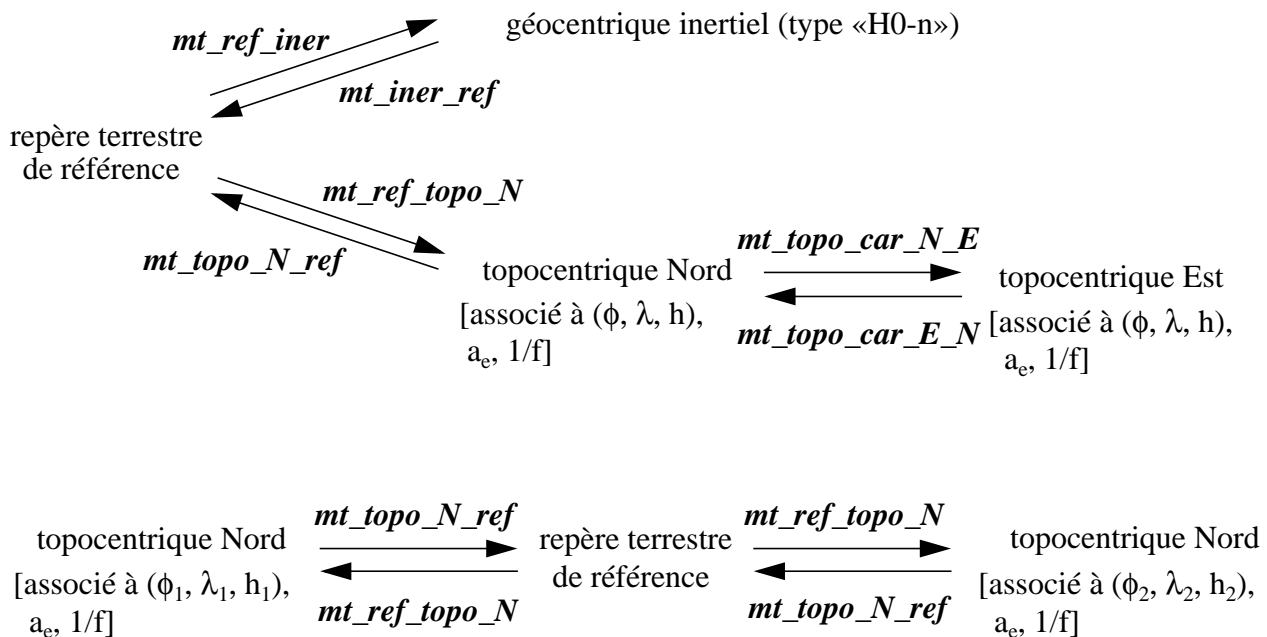 géocentrique inertiel (type «H0-n»)
mt_ref_iner
mt_iner_ref
repère terrestre
de référence
mt_ref_topo_N
mt_topo_N_ref
mt_topo_car_N_E
topocentrique Nord
topocentrique Est
[associé à (ϕ, λ, h),
mt_topo_car_E_N
[associé à (ϕ, λ, h),
aₑ, 1/f]
aₑ, 1/f]
mt_topo_N_ref
mt_ref_topo_N
topocentrique Nord
repère terrestre
topocentrique Nord
[associé à (ϕ₁, λ₁, h₁),
de référence
[associé à (ϕ₂, λ₂, h₂),
mt_ref_topo_N
mt_topo_N_ref
aₑ, 1/f]
aₑ, 1/f]